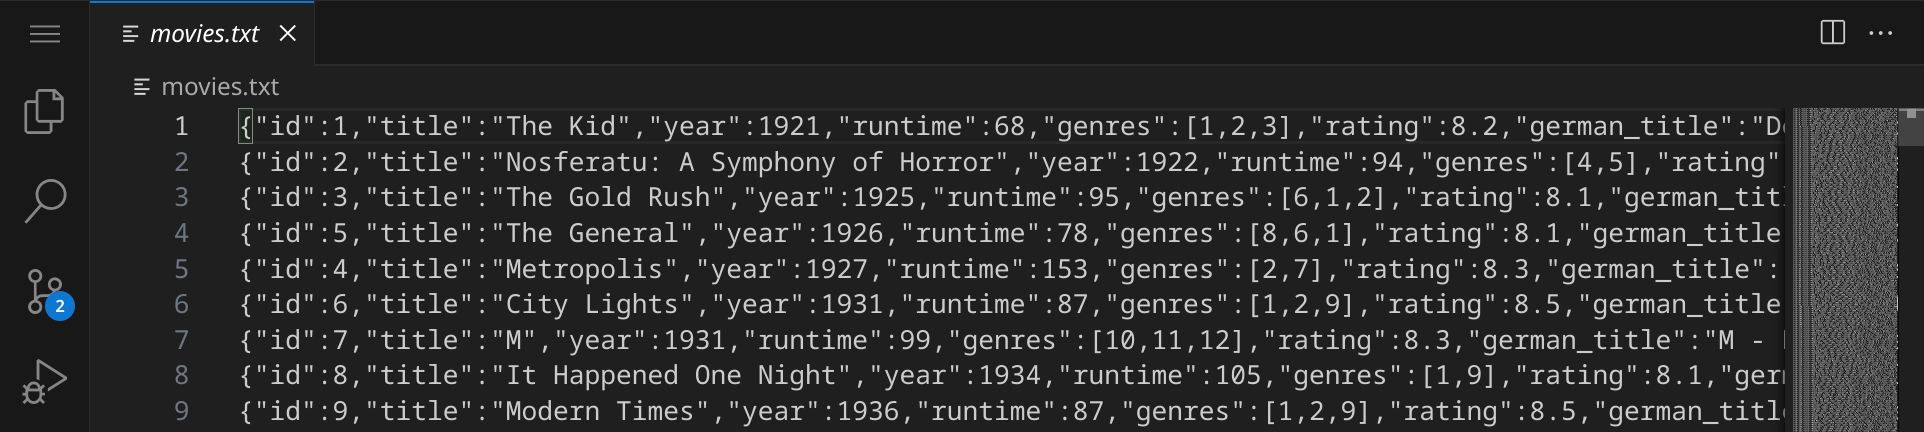 movies.txt
movies.txt
1 {"id":1,"title":"The Kid","year":1921,"runtime":68,"genres":[1,2,3],"rating":8.2,"german_title":"D
2 {"id":2,"title":"Nosferatu: A Symphony of Horror","year":1922,"runtime":94,"genres":[4,5],"rating"
3 {"id":3,"title":"The Gold Rush","year":1925,"runtime":95,"genres":[6,1,2],"rating":8.1,"german_tit
4 {"id":5,"title":"The General","year":1926,"runtime":78,"genres":[8,6,1],"rating":8.1,"german_title
5 {"id":4,"title":"Metropolis","year":1927,"runtime":153,"genres":[2,7],"rating":8.3,"german_title":
6 {"id":6,"title":"City Lights","year":1931,"runtime":87,"genres":[1,2,9],"rating":8.5,"german_title
7 {"id":7,"title":"M","year":1931,"runtime":99,"genres":[10,11,12],"rating":8.3,"german_title":"M -
8 {"id":8,"title":"It Happened One Night","year":1934,"runtime":105,"genres":[1,9],"rating":8.1,"ger
2
9 {"id":9,"title":"Modern Times","year":1936,"runtime":87,"genres":[1,2,9],"rating":8.5,"german_titl